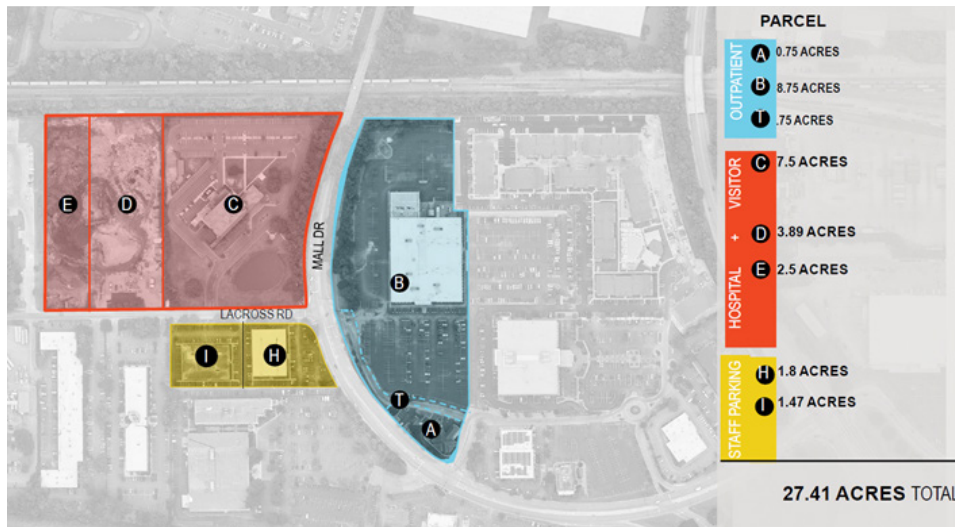 PARCEL
OUTPATIENT
A 0.75 ACRES
B 8.75 ACRES
T .75 ACRES
HOSPITAL + VISITOR
C 7.5 ACRES
D 3.89 ACRES
E 2.5 ACRES
STAFF PARKING
H 1.8 ACRES
I 1.47 ACRES
27.41 ACRES TOTAL
E
D
C
MALL DR
B
LACROSS RD
I
H
T
A